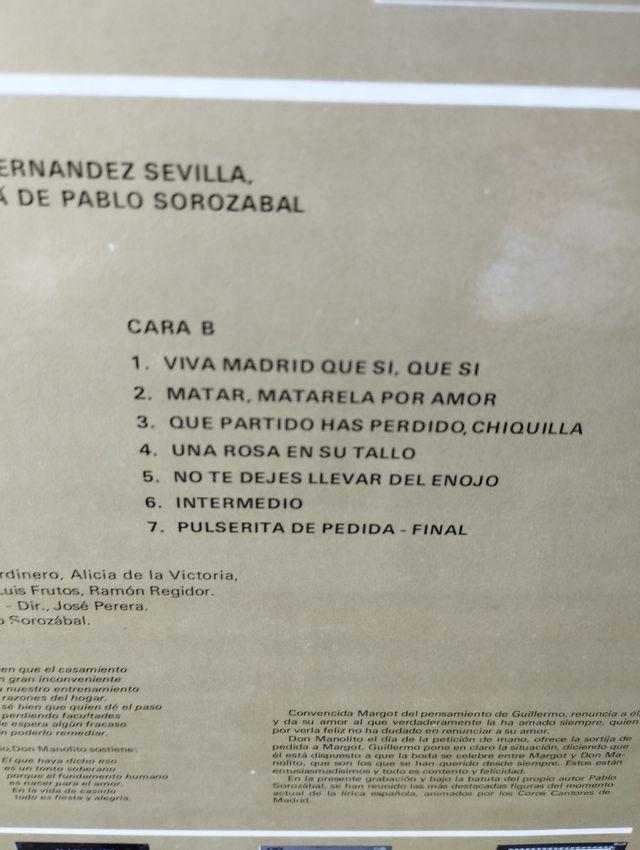 ERNANDEZ SEVILLA,
DE PABLO SOROZABAL
CARA B
1. VIVA MADRID QUE SI, QUE SI
2. MATAR, MATARELA POR AMOR
3. QUE PARTIDO HAS PERDIDO, CHIQUILLA
4. UNA ROSA EN SU TALLO
5. NO TE DEJES LLEVAR DEL ENOJO
6. INTERMEDIO
7. PULSERITA DE PEDIDA - FINAL
rdinero, Alicia de la Victoria,
Luis Frutos, Ramón Regidor.
- Dir., José Perera.
Sorozábal.
en que el casamiento
n gran inconveniente
a nuestro entrenamiento
razones del hogar.
sé bien que quien dé el paso
perdiendo facultades
le espera algún fracaso
in poderlo remediar.
io, Don Manolito sostiene:
El que haya dicho eso
es un tonto soberano
porque el fundamento humano
es nacer para el amor.
En la vida de casado
todo es fiesta y alegría.
Convencida Margot del pensamiento de Guillermo, renuncia a él
y da su amor al que verdaderamente la ha amado siempre, quien
por verla feliz no ha dudado en renunciar a su amor.
Don Manolito el día de la petición de mano, ofrece la sortija de
pedida a Margot. Guillermo pone en claro la situación, diciendo que
él está dispuesto a que la boda se celebre entre Margot y Don Ma-
nolito, que son los que se han querido desde siempre. Estos están
entusiasmadísimos y todo es contento y felicidad.
En la presente grabación y bajo la batuta del propio autor Pablo
Sorozábal, se han reunido las más destacadas figuras del momento
actual de la lírica española, animados por los Coros Cantores de
Madrid.